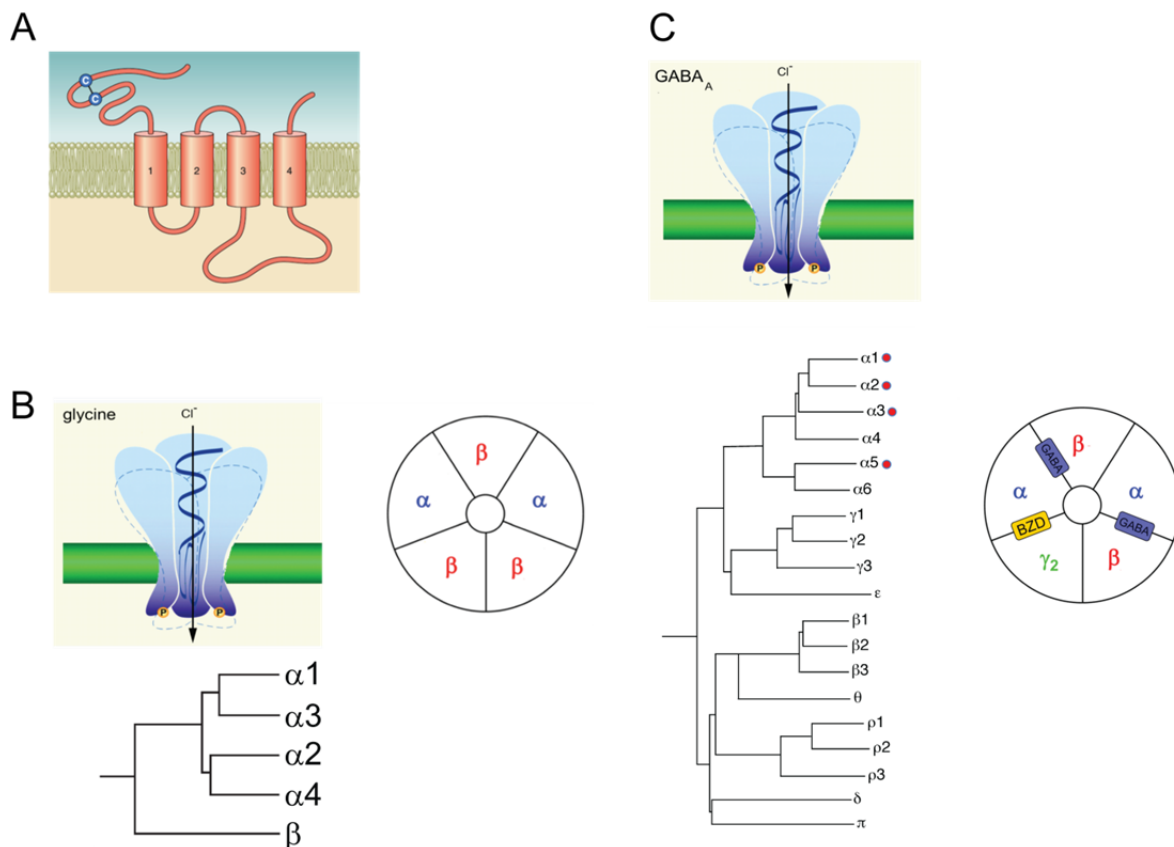 A
C
C
C
1 2 3 4
B
glycine
Cl⁻
P P
β
α α
β β
α1
α3
α2
α4
β
C
GABA A
Cl⁻
P P
α1
α2
α3
α4
α5
α6
γ1
γ2
γ3
ε
β1
β2
β3
θ
ρ1
ρ2
ρ3
δ
π
β
GABA
α α
BZD GABA
γ2 β